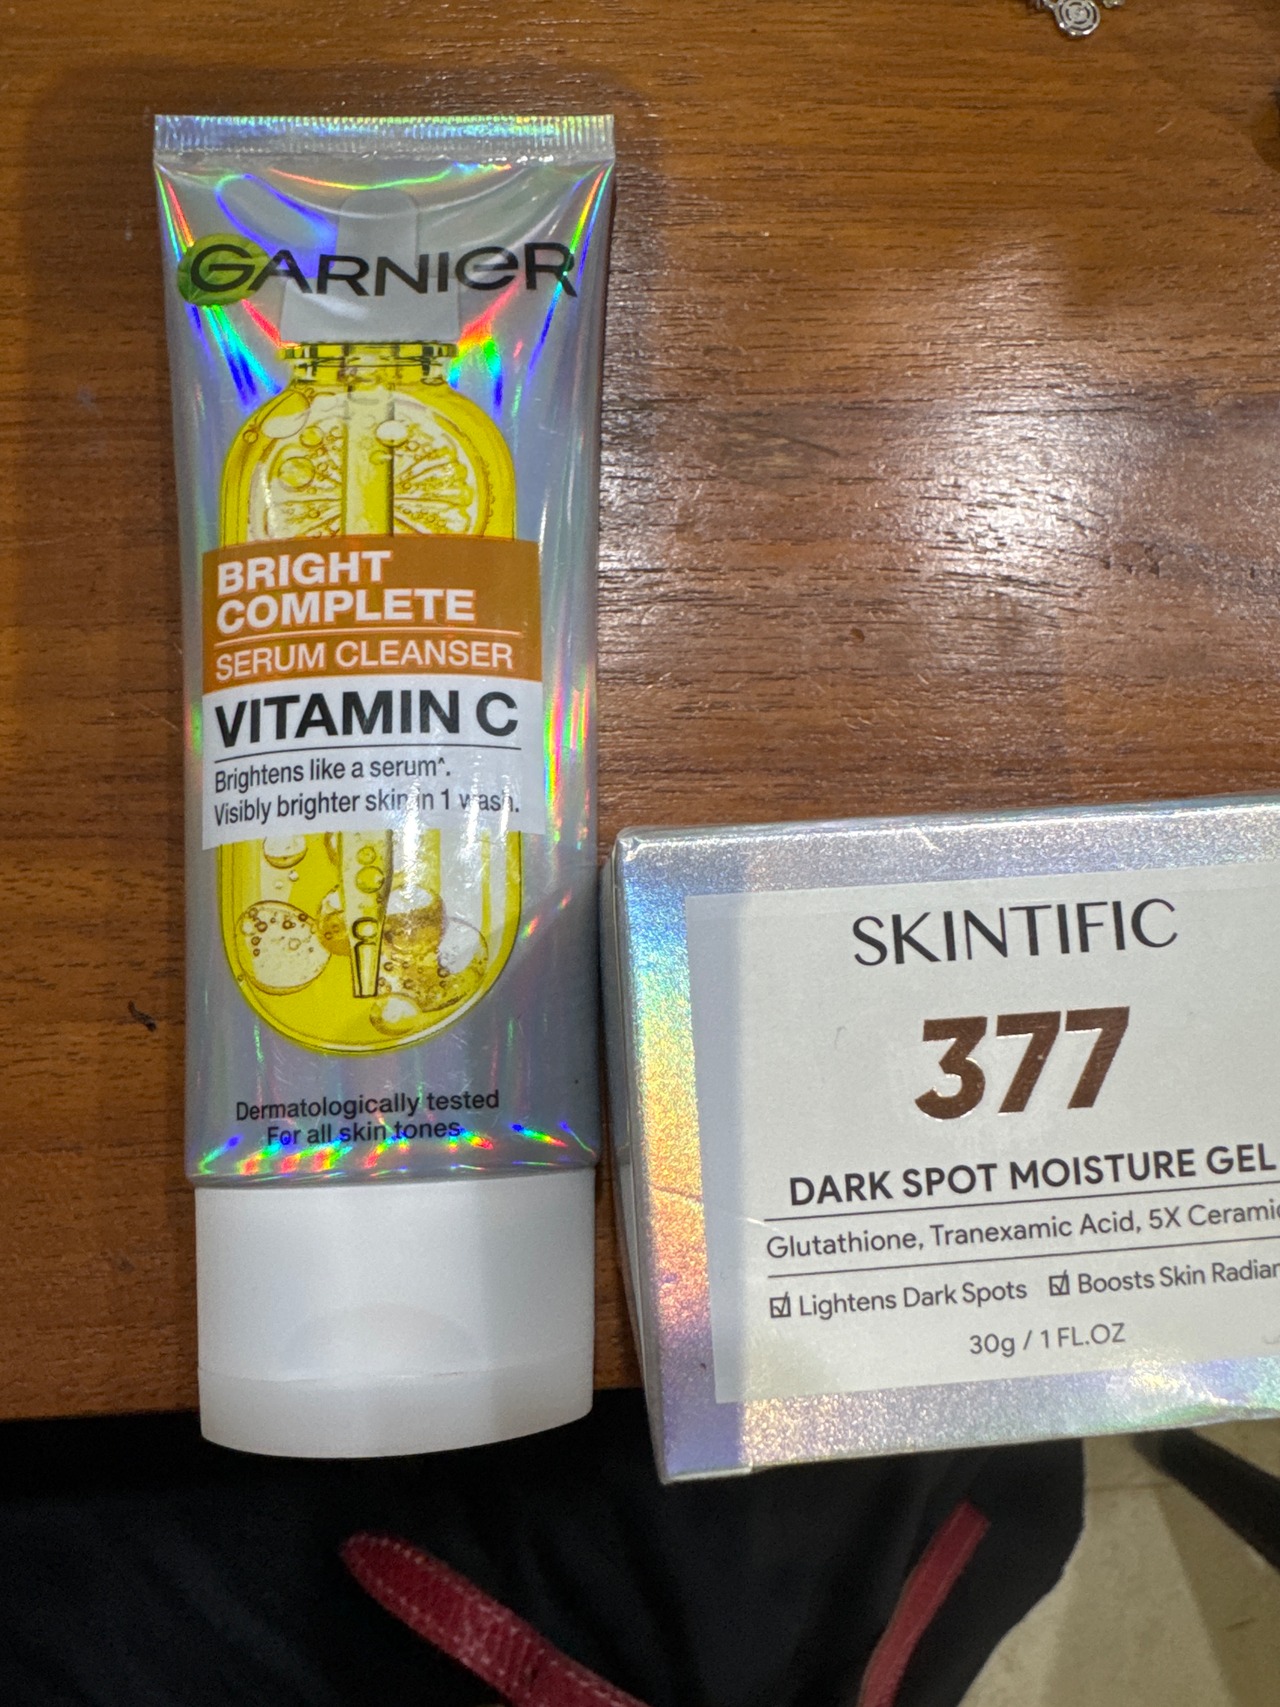 GARNIER
BRIGHT
COMPLETE
SERUM CLEANSER
VITAMIN C
Brightens like a serum^.
Visibly brighter skin in 1 wash.
Dermatologically tested
For all skin tones
SKINTIFIC
377
DARK SPOT MOISTURE GEL
Glutathione, Tranexamic Acid, 5X
☑ Lightens Dark Spots ☑ Boosts Skin
30g / 1 FL.OZ